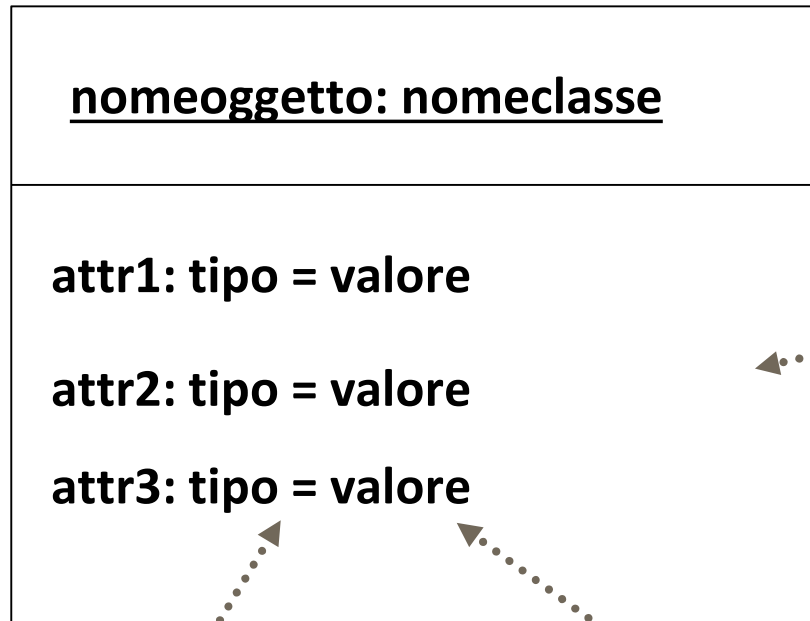 nomeoggetto: nomeclasse
attr1: tipo = valore
attr2: tipo = valore
attr3: tipo = valore